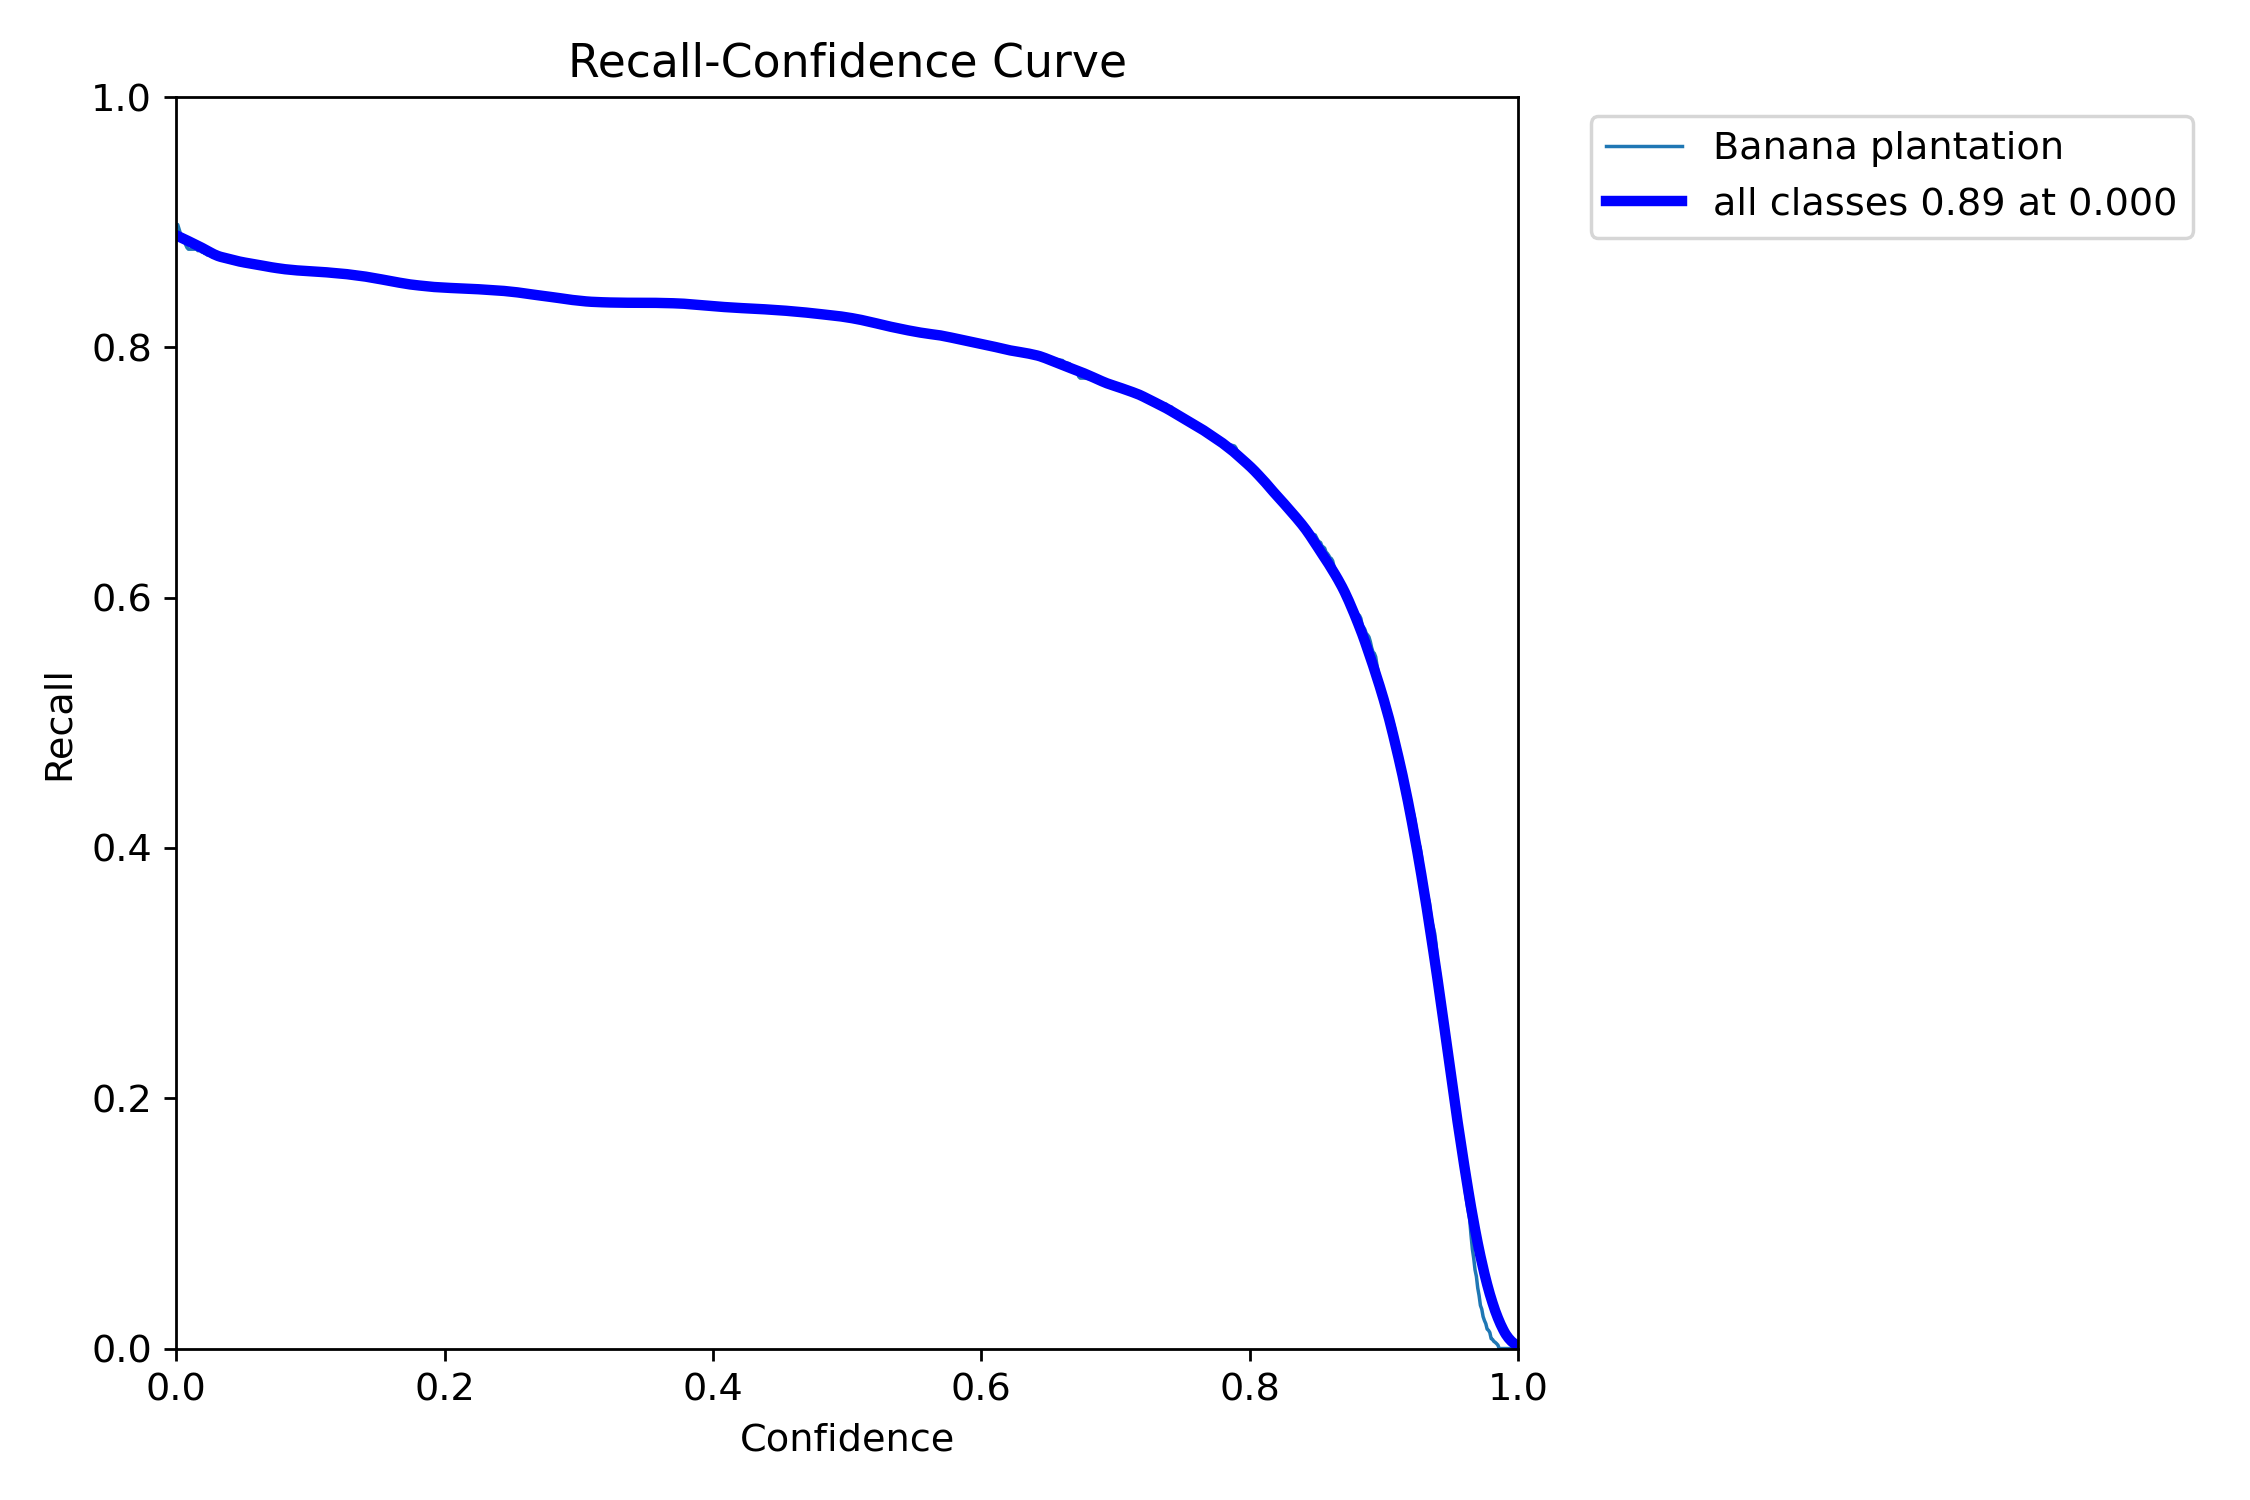 Recall-Confidence Curve
1.0
0.8
0.6
0.4
0.2
0.0
Recall
0.0 0.2 0.4 0.6 0.8 1.0
Confidence
Banana plantation
all classes 0.89 at 0.000